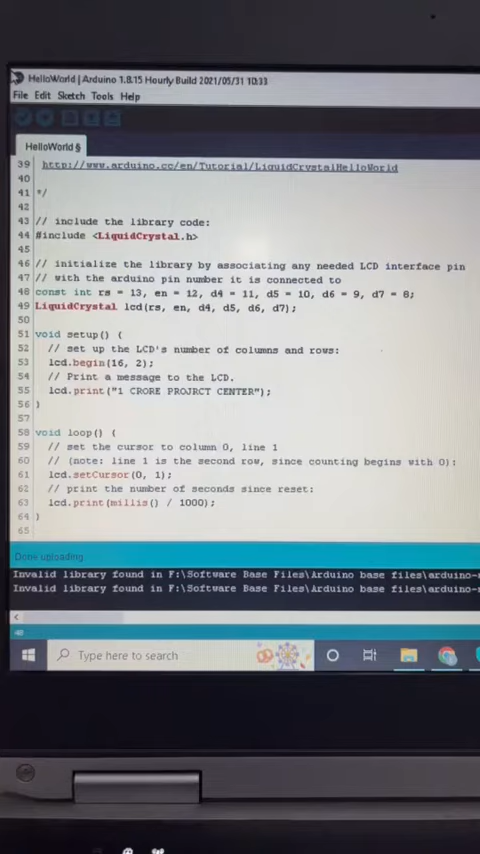 HelloWorld | Arduino 1.8.15 Hourly Build 2021/05/31 10:33
File Edit Sketch Tools Help
HelloWorld §
39 http://www.arduino.cc/en/Tutorial/LiquidCrystalHelloWorld
40
41 */
42
43 // include the library code:
44 #include <LiquidCrystal.h>
45
46 // initialize the library by associating any needed LCD interface pin
47 // with the arduino pin number it is connected to
48 const int rs = 13, en = 12, d4 = 11, d5 = 10, d6 = 9, d7 = 8;
49 LiquidCrystal lcd(rs, en, d4, d5, d6, d7);
50
51 void setup() {
52 // set up the LCD's number of columns and rows:
53 lcd.begin(16, 2);
54 // Print a message to the LCD.
55 lcd.print("1 CRORE PROJRCT CENTER");
56 }
57
58 void loop() {
59 // set the cursor to column 0, line 1
60 // (note: line 1 is the second row, since counting begins with 0):
61 lcd.setCursor(0, 1);
62 // print the number of seconds since reset:
63 lcd.print(millis() / 1000);
64 }
65
Done uploading
Invalid library found in F:\Software Base Files\Arduino base files\arduino-
Invalid library found in F:\Software Base Files\Arduino base files\arduino-
Type here to search